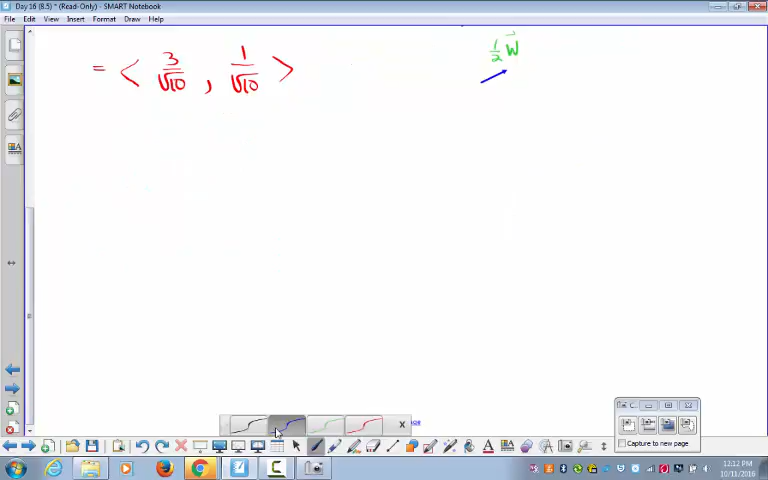 Day 16 (8.5) * (Read-Only) - SMART Notebook
File Edit View Insert Format Draw Help
1/2 W⃗
= < 3/√10 , 1/√10 >
Capture to new page
12:12 PM
10/11/2016